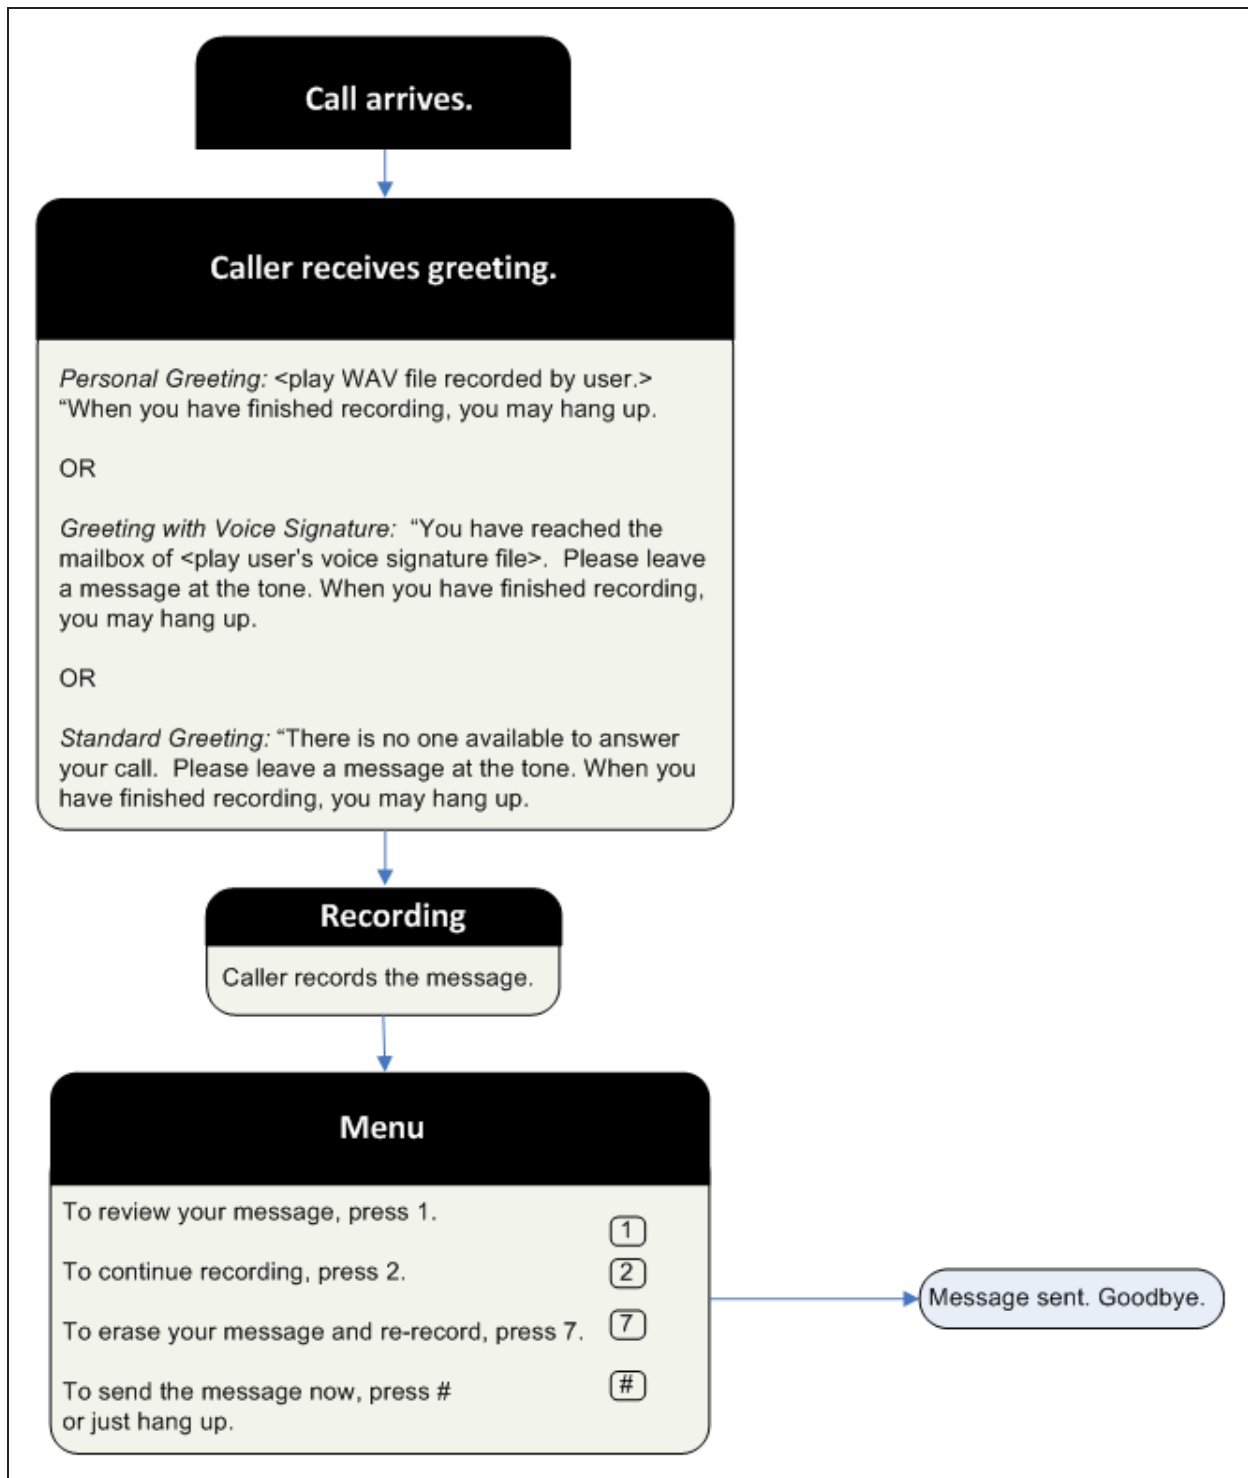 Call arrives.
Caller receives greeting.
Personal Greeting: <play WAV file recorded by user.>
“When you have finished recording, you may hang up.
OR
Greeting with Voice Signature:  “You have reached the
mailbox of <play user’s voice signature file>.  Please leave
a message at the tone. When you have finished recording,
you may hang up.
OR
Standard Greeting: “There is no one available to answer
your call.  Please leave a message at the tone. When you
have finished recording, you may hang up.
Recording
Caller records the message.
Menu
To review your message, press 1.
1
To continue recording, press 2.
2
To erase your message and re-record, press 7.
7
To send the message now, press #
or just hang up.
#
Message sent. Goodbye.